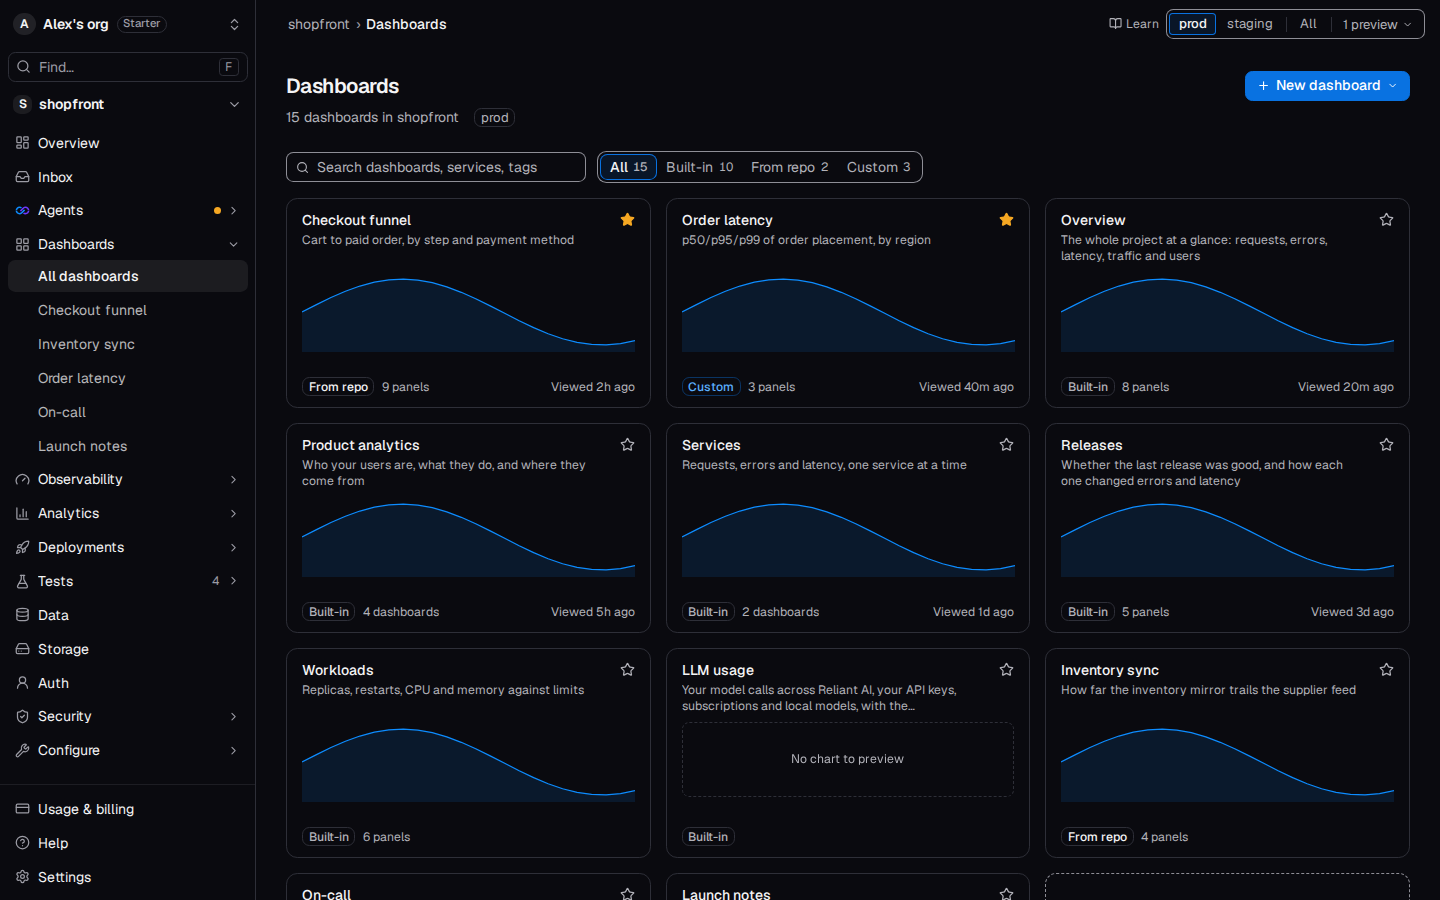 A Alex's org Starter
Find... F
S shopfront
Overview
Inbox
Agents
Dashboards
All dashboards
Checkout funnel
Inventory sync
Order latency
On-call
Launch notes
Observability
Analytics
Deployments
Tests 4
Data
Storage
Auth
Security
Configure
Usage & billing
Help
Settings
shopfront › Dashboards
Learn prod staging All 1 preview
Dashboards
New dashboard
15 dashboards in shopfront prod
Search dashboards, services, tags
All 15 Built-in 10 From repo 2 Custom 3
Checkout funnel
Cart to paid order, by step and payment method
From repo 9 panels Viewed 2h ago
Order latency
p50/p95/p99 of order placement, by region
Custom 3 panels Viewed 40m ago
Overview
The whole project at a glance: requests, errors,
latency, traffic and users
Built-in 8 panels Viewed 20m ago
Product analytics
Who your users are, what they do, and where they
come from
Built-in 4 dashboards Viewed 5h ago
Services
Requests, errors and latency, one service at a time
Built-in 2 dashboards Viewed 1d ago
Releases
Whether the last release was good, and how each
one changed errors and latency
Built-in 5 panels Viewed 3d ago
Workloads
Replicas, restarts, CPU and memory against limits
Built-in 6 panels
LLM usage
Your model calls across Reliant AI, your API keys,
subscriptions and local models, with the...
No chart to preview
Built-in
Inventory sync
How far the inventory mirror trails the supplier feed
From repo 4 panels
On-call
Launch notes